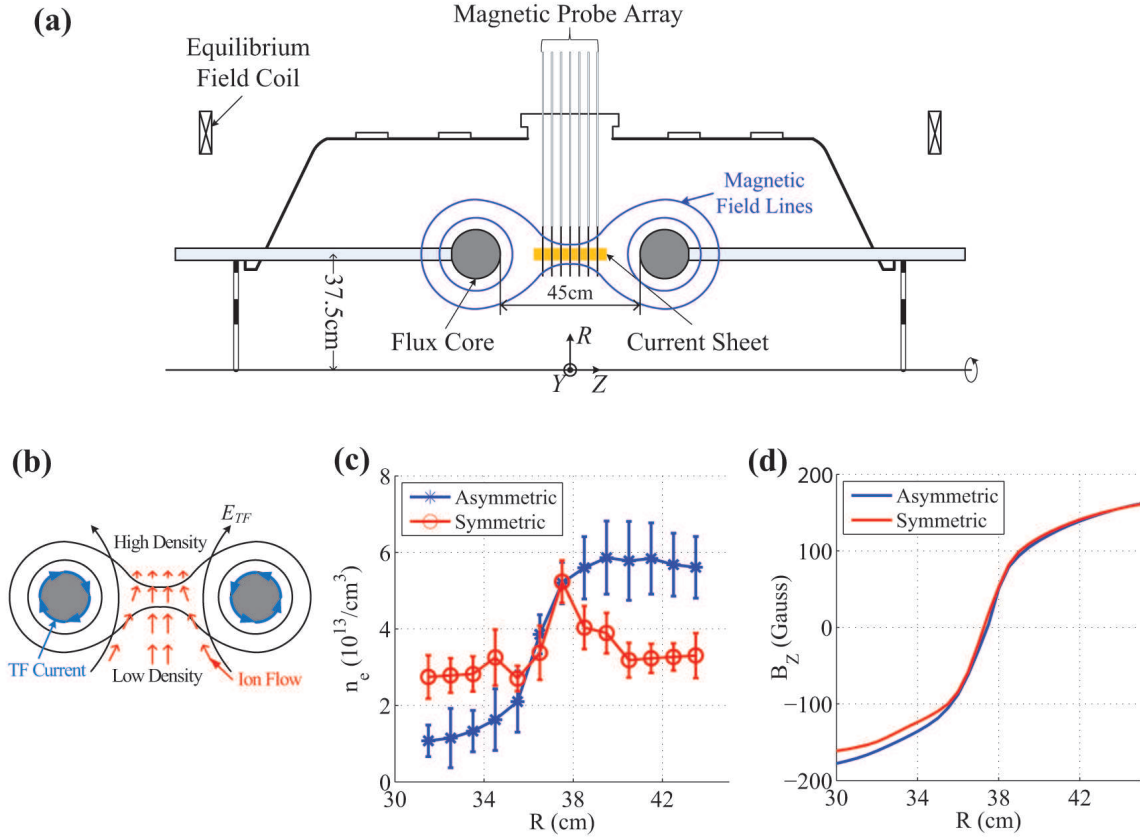 (a)
Magnetic Probe Array
Equilibrium
Field Coil
Magnetic
Field Lines
37.5cm
45cm
Flux Core
Current Sheet
R
Y
Z
(b)
E_TF
High Density
TF Current
Low Density
Ion Flow
(c)
8
6
4
2
0
n_e (10^13/cm^3)
Asymmetric
Symmetric
30
34
38
42
R (cm)
(d)
200
100
0
−100
−200
B_Z (Gauss)
Asymmetric
Symmetric
30
34
38
42
R (cm)